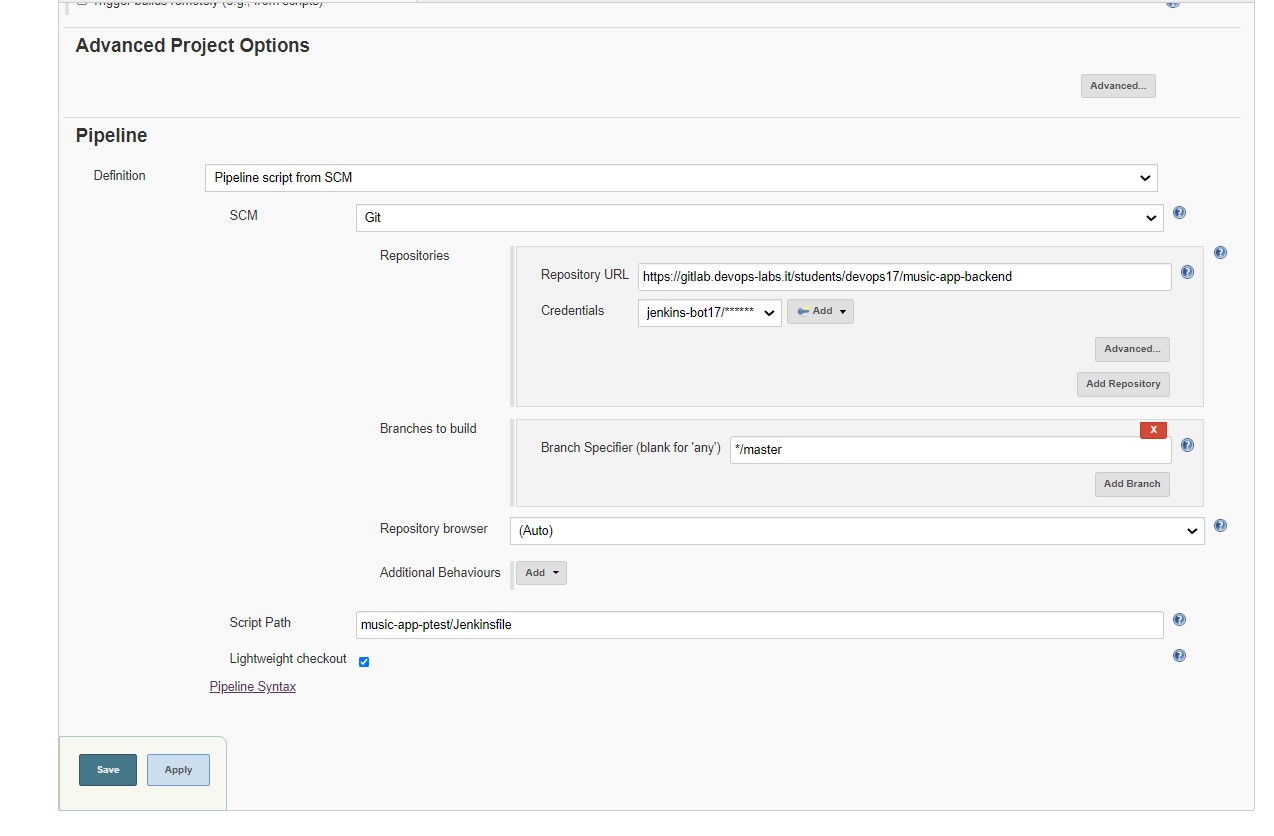 Trigger builds remotely (e.g., from scripts)
Advanced Project Options
Advanced...
Pipeline
Definition
Pipeline script from SCM
SCM
Git
Repositories
Repository URL
https://gitlab.devops-labs.it/students/devops17/music-app-backend
Credentials
jenkins-bot17/******
Add
Advanced...
Add Repository
Branches to build
X
Branch Specifier (blank for 'any')
*/master
Add Branch
Repository browser
(Auto)
Additional Behaviours
Add
Script Path
music-app-ptest/Jenkinsfile
Lightweight checkout
Pipeline Syntax
Save
Apply